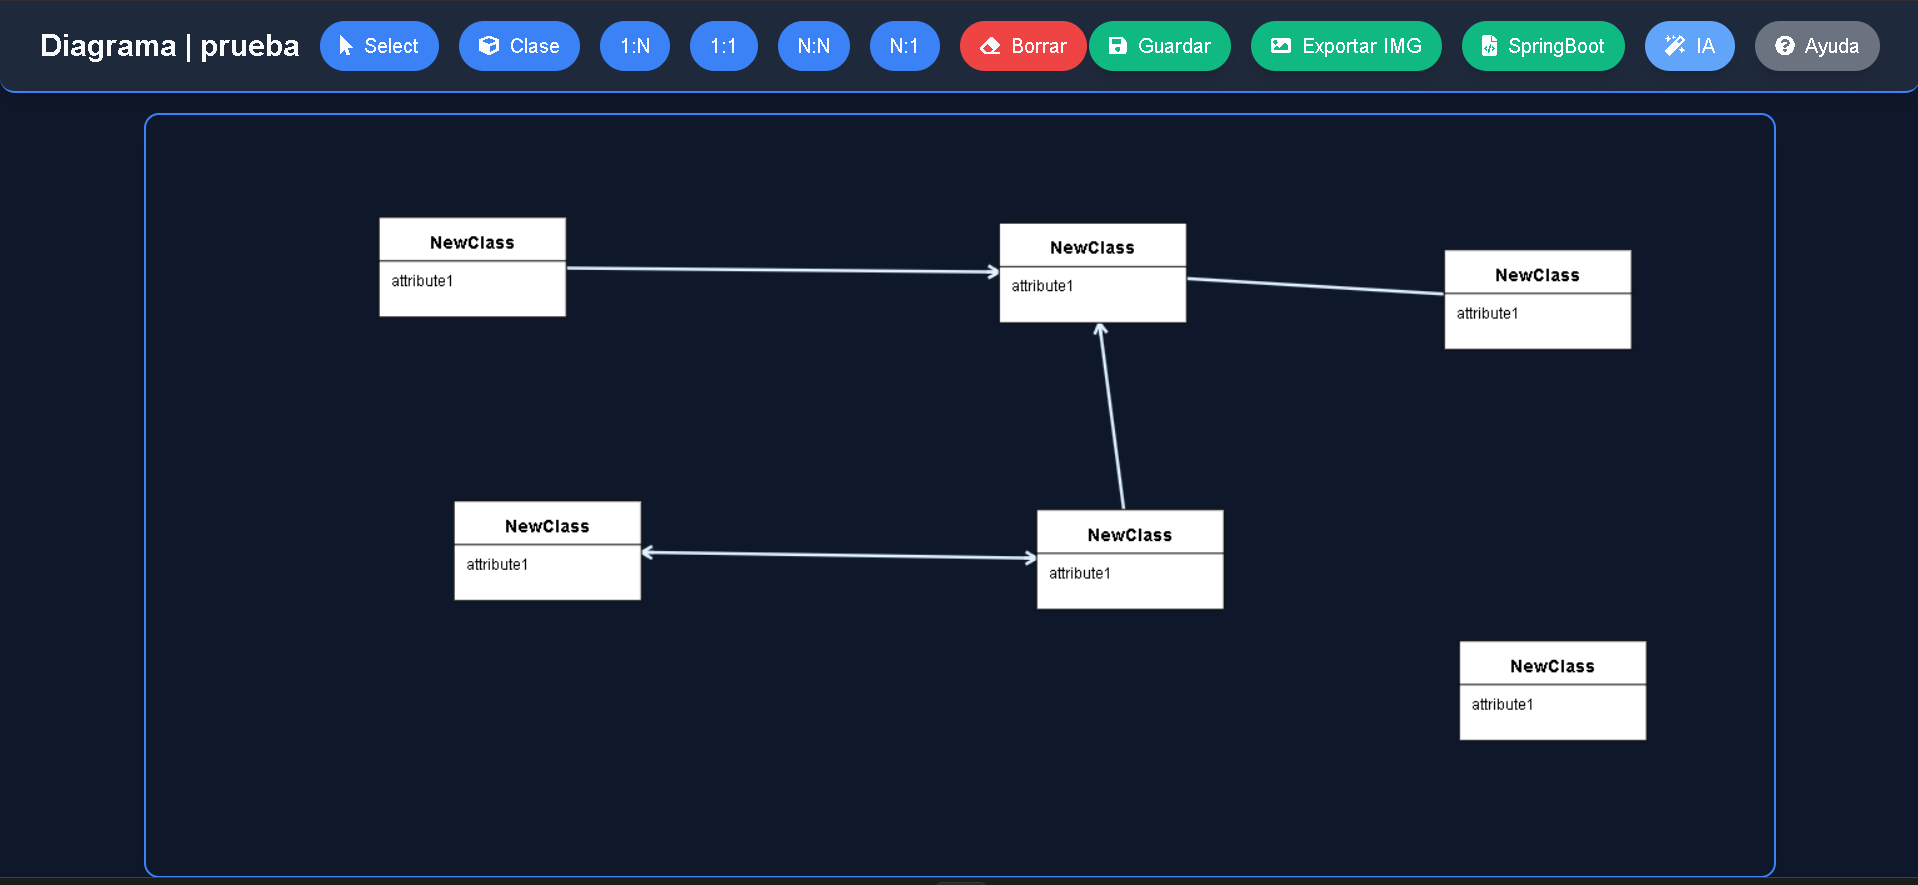 Diagrama | prueba
Select
Clase
1:N
1:1
N:N
N:1
Borrar
Guardar
Exportar IMG
SpringBoot
IA
Ayuda
NewClass
attribute1
NewClass
attribute1
NewClass
attribute1
NewClass
attribute1
NewClass
attribute1
NewClass
attribute1